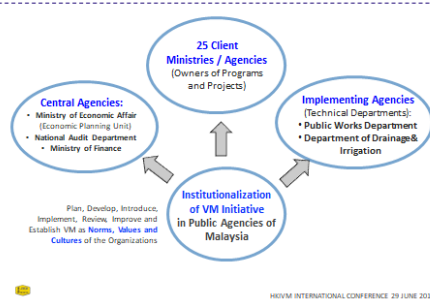 25 Client
Ministries / Agencies
(Owners of Programs
and Projects)
Central Agencies:
• Ministry of Economic Affair
(Economic Planning Unit)
• National Audit Department
• Ministry of Finance
Implementing Agencies
(Technical Departments):
• Public Works Department
• Department of Drainage&
Irrigation
Institutionalization
of VM Initiative
in Public Agencies of
Malaysia
Plan, Develop, Introduce,
Implement, Review, Improve and
Establish VM as Norms, Values and
Cultures of the Organizations
HKIVM INTERNATIONAL CONFERENCE 29 JUNE 201